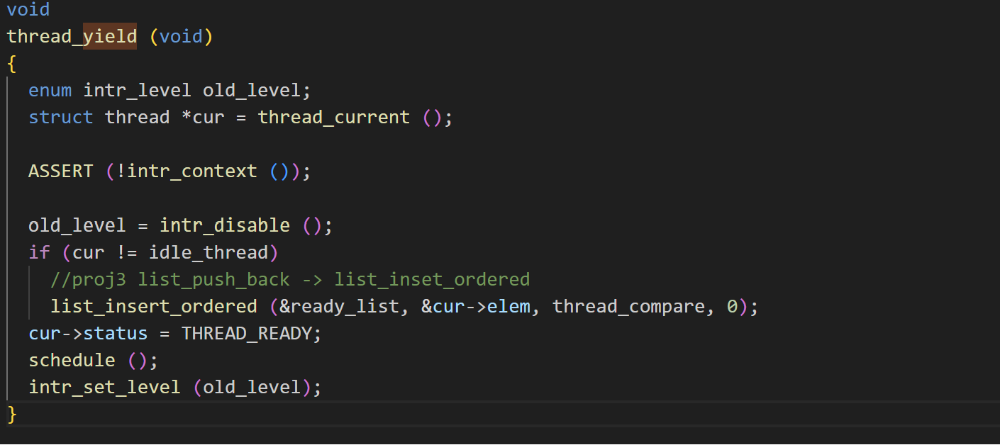 void
thread_yield (void)
{
enum intr_level old_level;
struct thread *cur = thread_current ();
ASSERT (!intr_context ());
old_level = intr_disable ();
if (cur != idle_thread)
//proj3 list_push_back -> list_inset_ordered
list_insert_ordered (&ready_list, &cur->elem, thread_compare, 0);
cur->status = THREAD_READY;
schedule ();
intr_set_level (old_level);
}